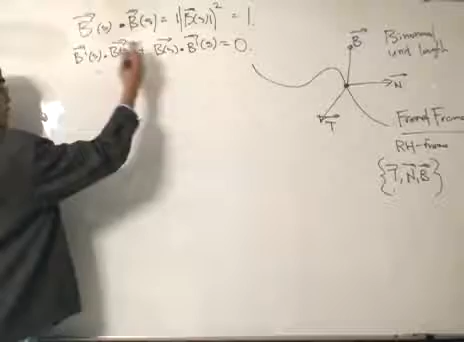 B⃗(s) · B⃗(s) = ||B⃗(s)||² = 1.
B⃗'(s) · B⃗(s) + B⃗(s) · B⃗'(s) = 0.
B⃗
N⃗
T⃗
Binormal
unit length
Frenet Frame
RH-frame
{T⃗, N⃗, B⃗}